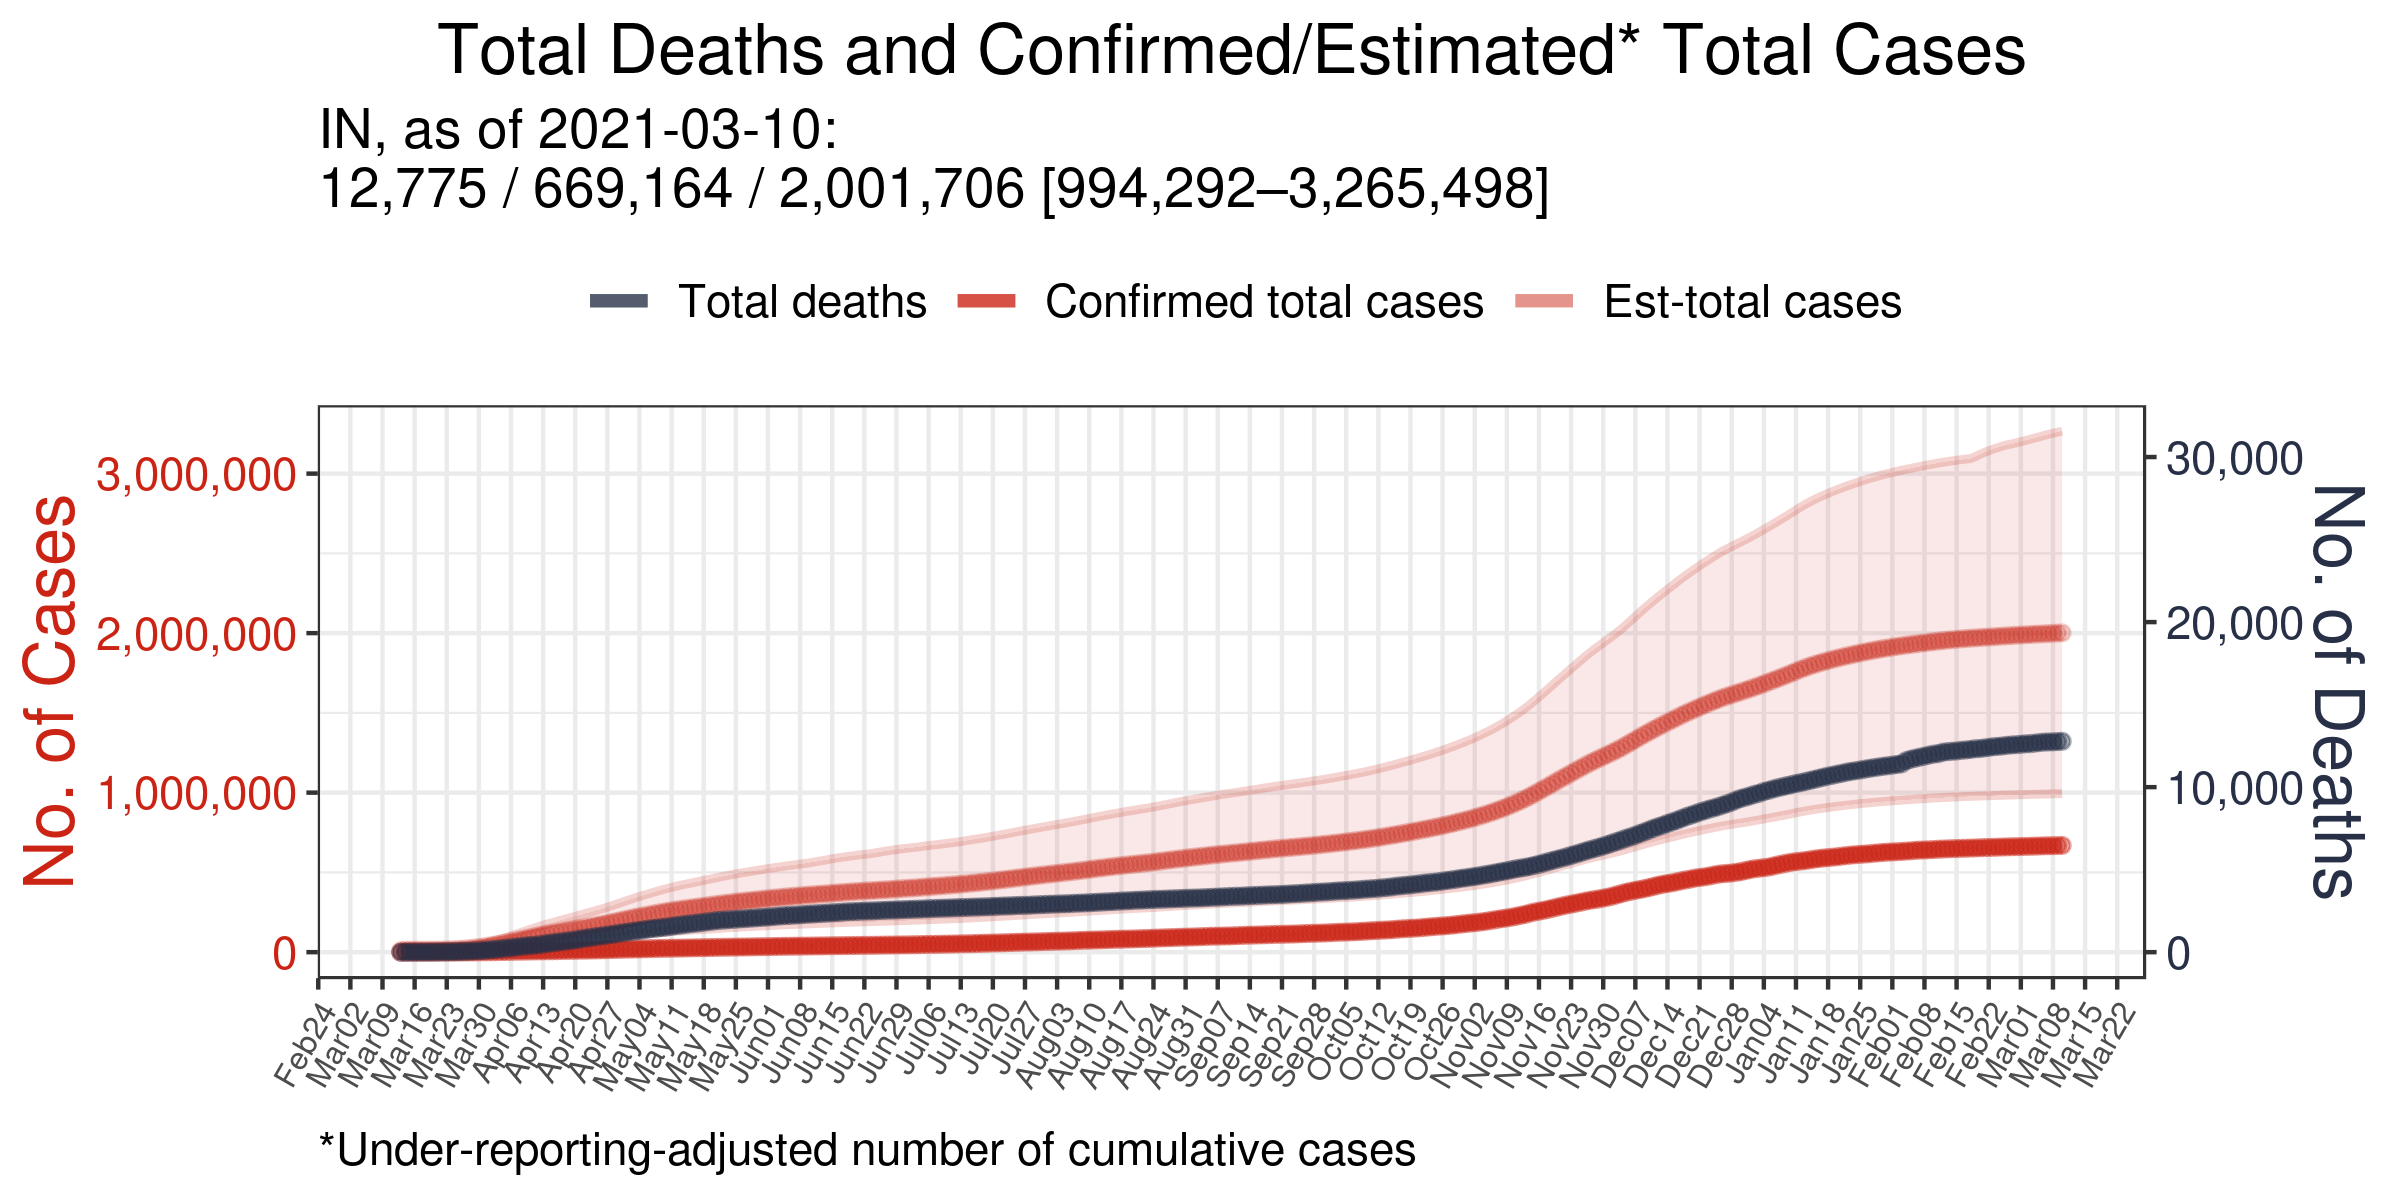 Total Deaths and Confirmed/Estimated* Total Cases
IN, as of 2021-03-10:
12,775 / 669,164 / 2,001,706 [994,292–3,265,498]
Total deaths
Confirmed total cases
Est-total cases
No. of Cases
3,000,000
2,000,000
1,000,000
0
30,000
20,000
10,000
0
No. of Deaths
Feb24
Mar02
Mar09
Mar16
Mar23
Mar30
Apr06
Apr13
Apr20
Apr27
May04
May11
May18
May25
Jun01
Jun08
Jun15
Jun22
Jun29
Jul06
Jul13
Jul20
Jul27
Aug03
Aug10
Aug17
Aug24
Aug31
Sep07
Sep14
Sep21
Sep28
Oct05
Oct12
Oct19
Oct26
Nov02
Nov09
Nov16
Nov23
Nov30
Dec07
Dec14
Dec21
Dec28
Jan04
Jan11
Jan18
Jan25
Feb01
Feb08
Feb15
Feb22
Mar01
Mar08
Mar15
Mar22
*Under-reporting-adjusted number of cumulative cases